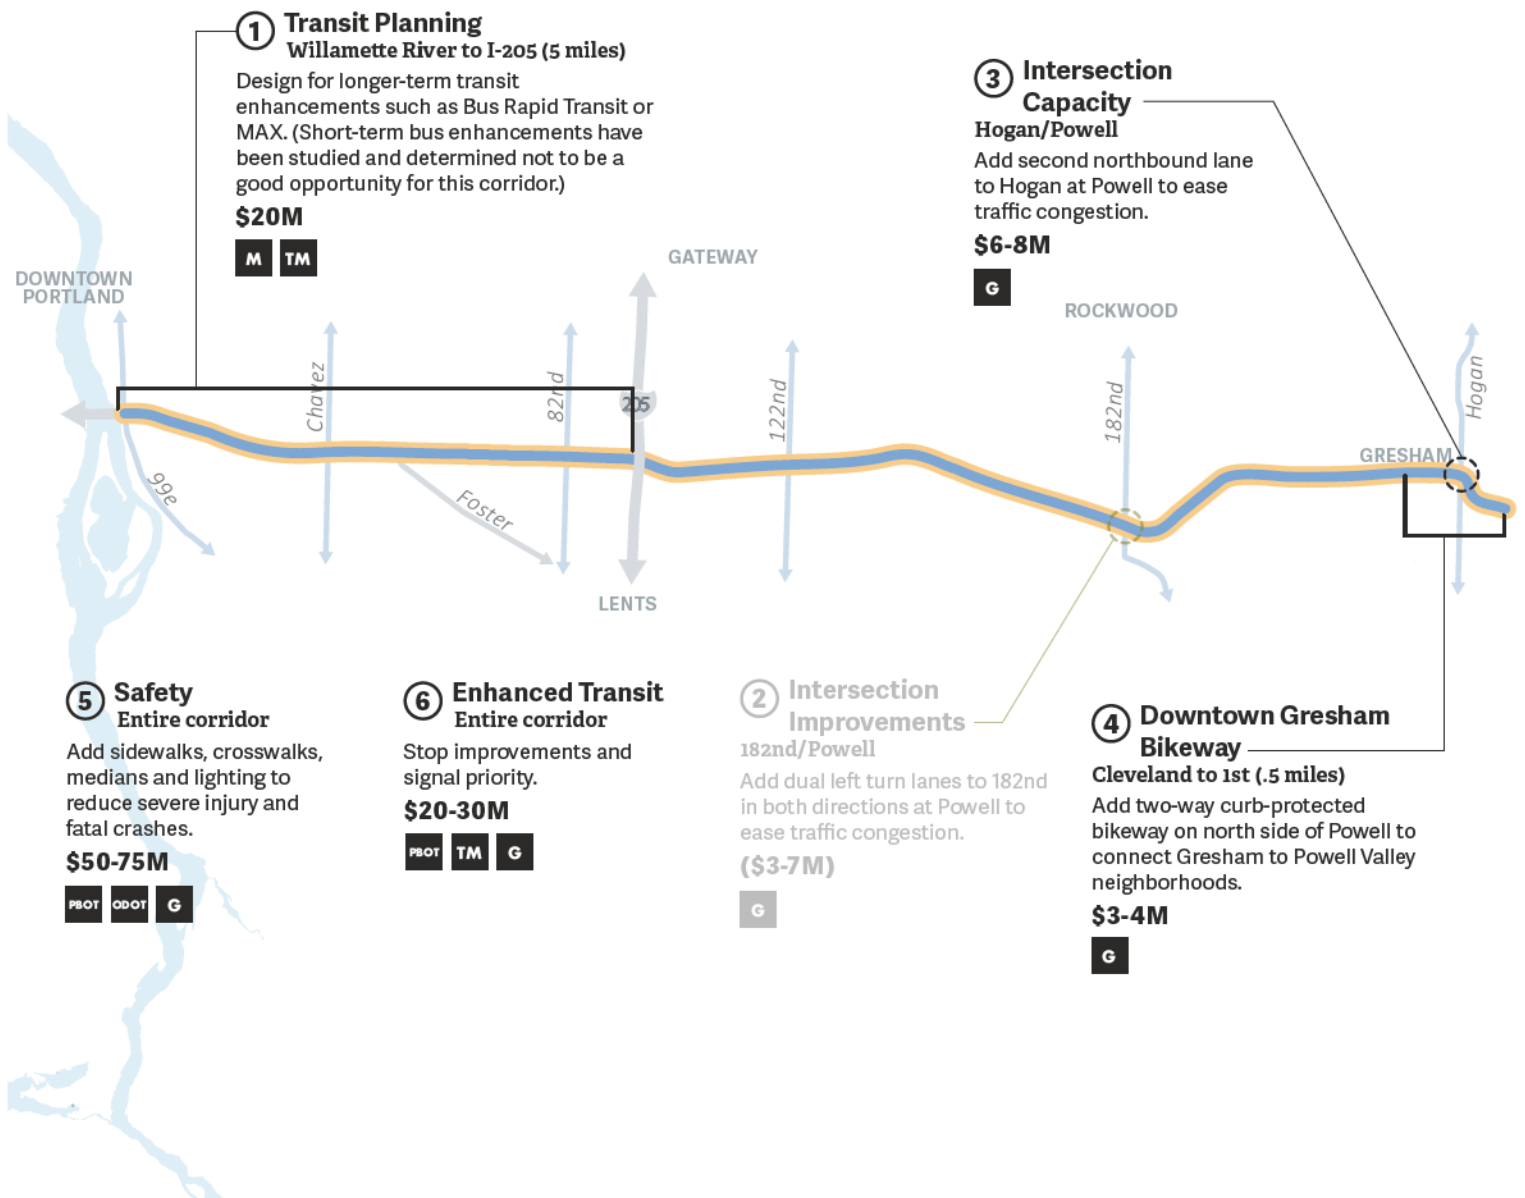 1 Transit Planning
Willamette River to I-205 (5 miles)
Design for longer-term transit
enhancements such as Bus Rapid Transit or
MAX. (Short-term bus enhancements have
been studied and determined not to be a
good opportunity for this corridor.)
$20M
M TM
3 Intersection
Capacity
Hogan/Powell
Add second northbound lane
to Hogan at Powell to ease
traffic congestion.
$6-8M
G
DOWNTOWN
PORTLAND
GATEWAY
ROCKWOOD
Chavez
82nd
205
122nd
182nd
Hogan
GRESHAM
99e
Foster
LENTS
5 Safety
Entire corridor
Add sidewalks, crosswalks,
medians and lighting to
reduce severe injury and
fatal crashes.
$50-75M
PBOT ODOT G
6 Enhanced Transit
Entire corridor
Stop improvements and
signal priority.
$20-30M
PBOT TM G
2 Intersection
Improvements
182nd/Powell
Add dual left turn lanes to 182nd
in both directions at Powell to
ease traffic congestion.
($3-7M)
G
4 Downtown Gresham
Bikeway
Cleveland to 1st (.5 miles)
Add two-way curb-protected
bikeway on north side of Powell to
connect Gresham to Powell Valley
neighborhoods.
$3-4M
G